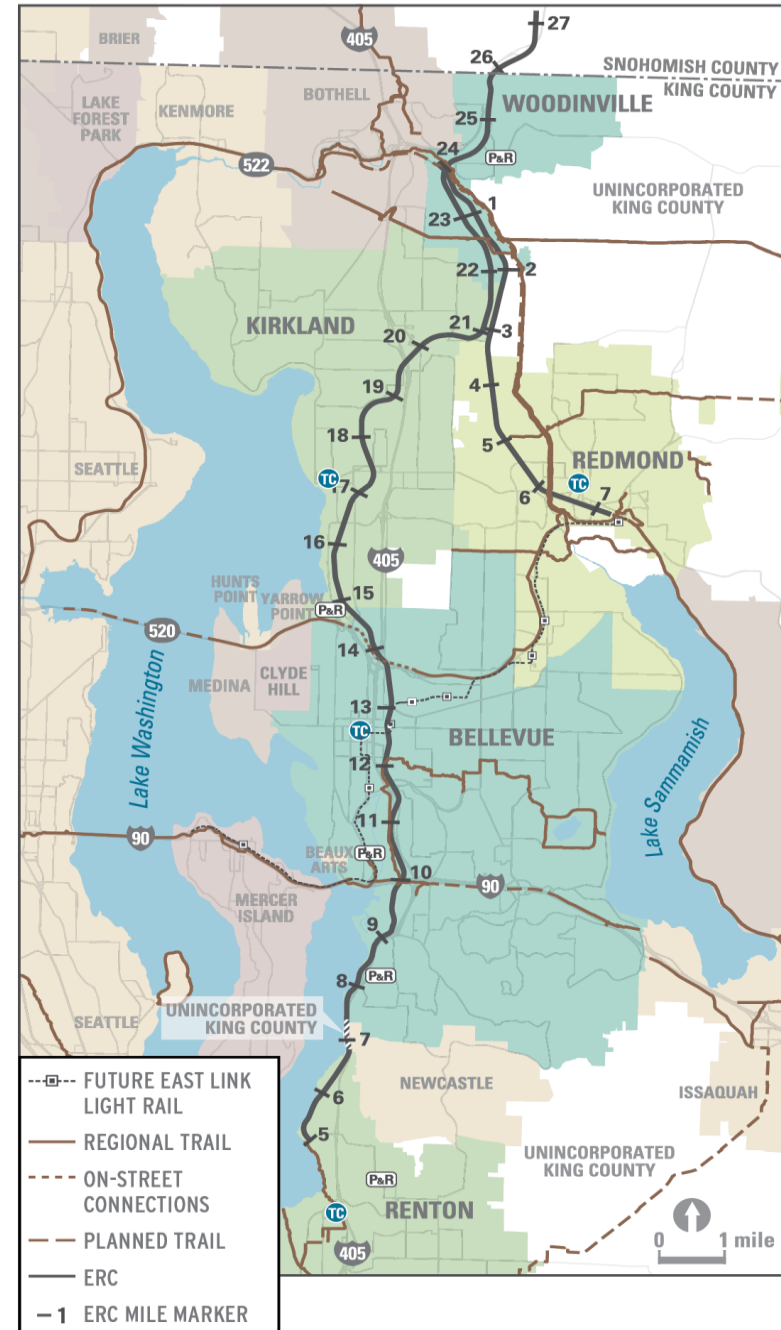 27
405
26
BRIER
SNOHOMISH COUNTY
KING COUNTY
BOTHELL
WOODINVILLE
LAKE
FOREST
PARK
KENMORE
25
24
P&R
522
UNINCORPORATED
KING COUNTY
1
23
22
2
KIRKLAND
21
3
20
4
19
18
5
SEATTLE
REDMOND
TC
17
6
TC
7
16
405
HUNTS
POINT
YARROW
POINT
15
P&R
520
14
Lake Washington
MEDINA
CLYDE
HILL
13
TC
BELLEVUE
12
Lake Sammamish
11
90
BEAUX
ARTS
P&R
10
90
MERCER
ISLAND
9
8
P&R
UNINCORPORATED
KING COUNTY
SEATTLE
7
NEWCASTLE
6
ISSAQUAH
5
UNINCORPORATED
KING COUNTY
P&R
RENTON
TC
405
0 1 mile
FUTURE EAST LINK
LIGHT RAIL
REGIONAL TRAIL
ON-STREET
CONNECTIONS
PLANNED TRAIL
ERC
1 ERC MILE MARKER